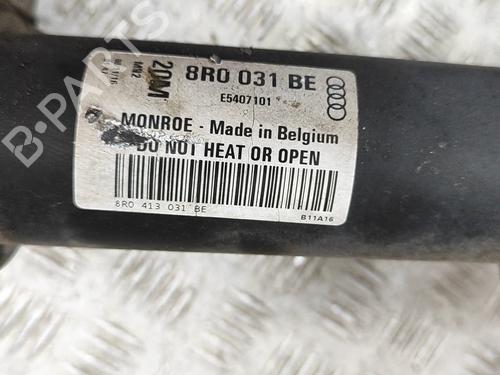 20M
8R0 031 BE
E5407101
MONROE - Made in Belgium
DO NOT HEAT OR OPEN
8R0 413 031 BE
B11A16
B-PARTS